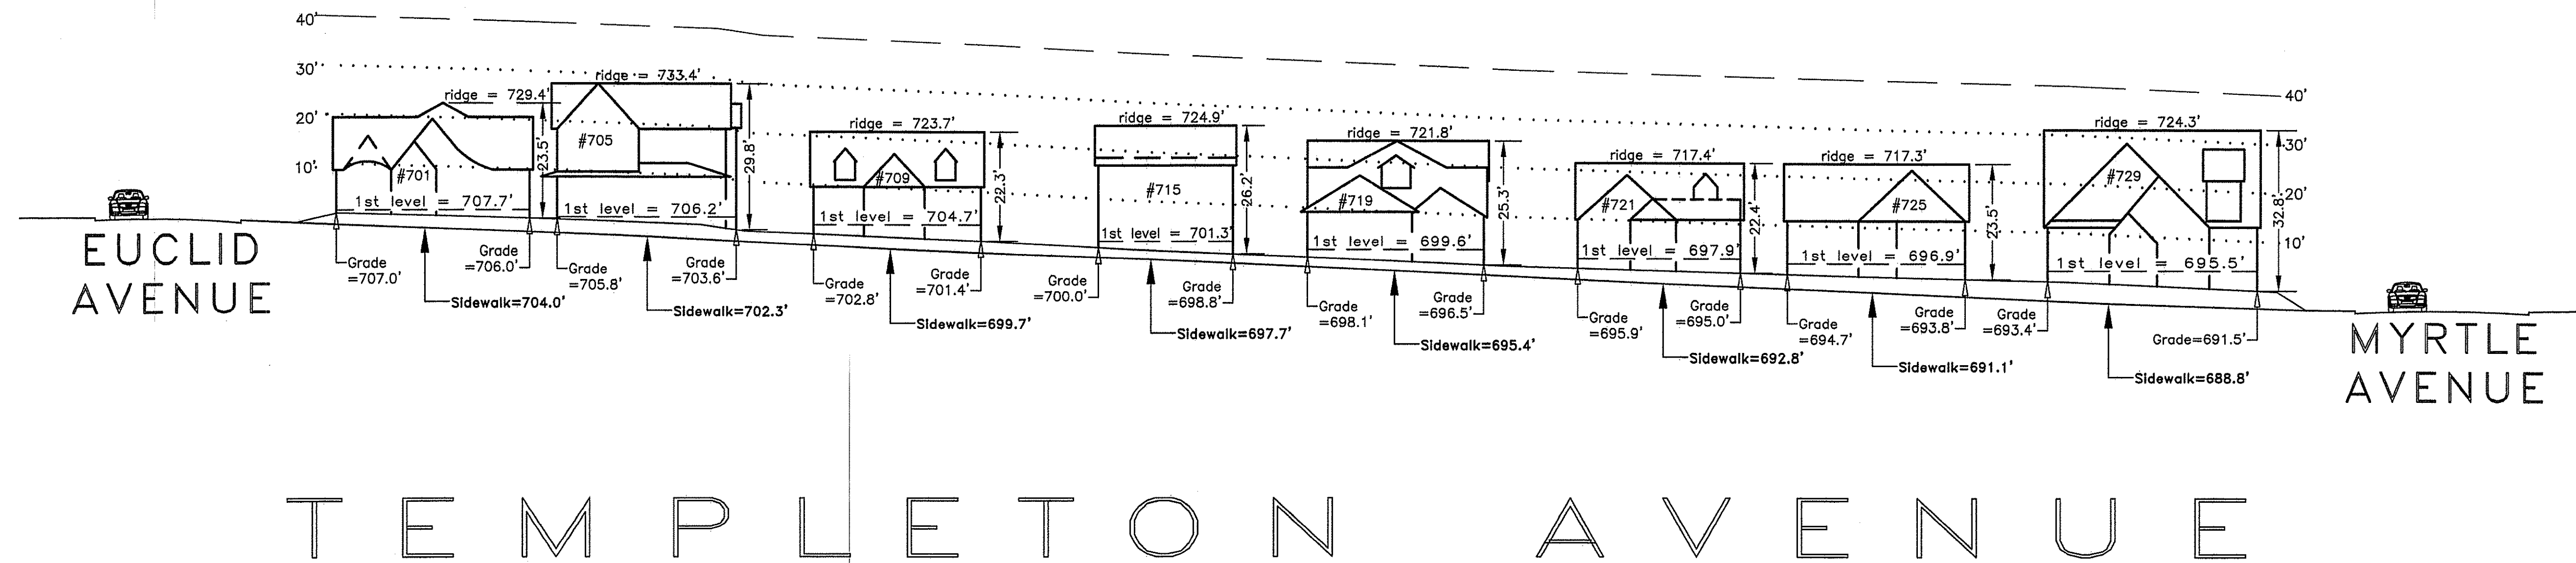 40'
30'
20'
10'
EUCLID
AVENUE
ridge = 729.4'
#701
1st level = 707.7'
23.5'
Grade
=707.0'
Grade
=706.0'
Sidewalk=704.0'
ridge = 733.4'
#705
1st level = 706.2'
29.8'
Grade
=705.8'
Grade
=703.6'
Sidewalk=702.3'
ridge = 723.7'
#709
1st level = 704.7'
22.3'
Grade
=702.8'
Grade
=701.4'
Sidewalk=699.7'
ridge = 724.9'
#715
1st level = 701.3'
26.2'
Grade
=700.0'
Grade
=698.8'
Sidewalk=697.7'
ridge = 721.8'
#719
1st level = 699.6'
25.3'
Grade
=698.1'
Grade
=696.5'
Sidewalk=695.4'
ridge = 717.4'
#721
1st level = 697.9'
22.4'
Grade
=695.9'
Grade
=695.0'
Sidewalk=692.8'
ridge = 717.3'
#725
1st level = 696.9'
23.5'
Grade
=694.7'
Grade
=693.8'
Sidewalk=691.1'
ridge = 724.3'
#729
1st level = 695.5'
32.8'
Grade
=693.4'
Grade=691.5'
Sidewalk=688.8'
40'
30'
20'
10'
MYRTLE
AVENUE
TEMPLETON AVENUE